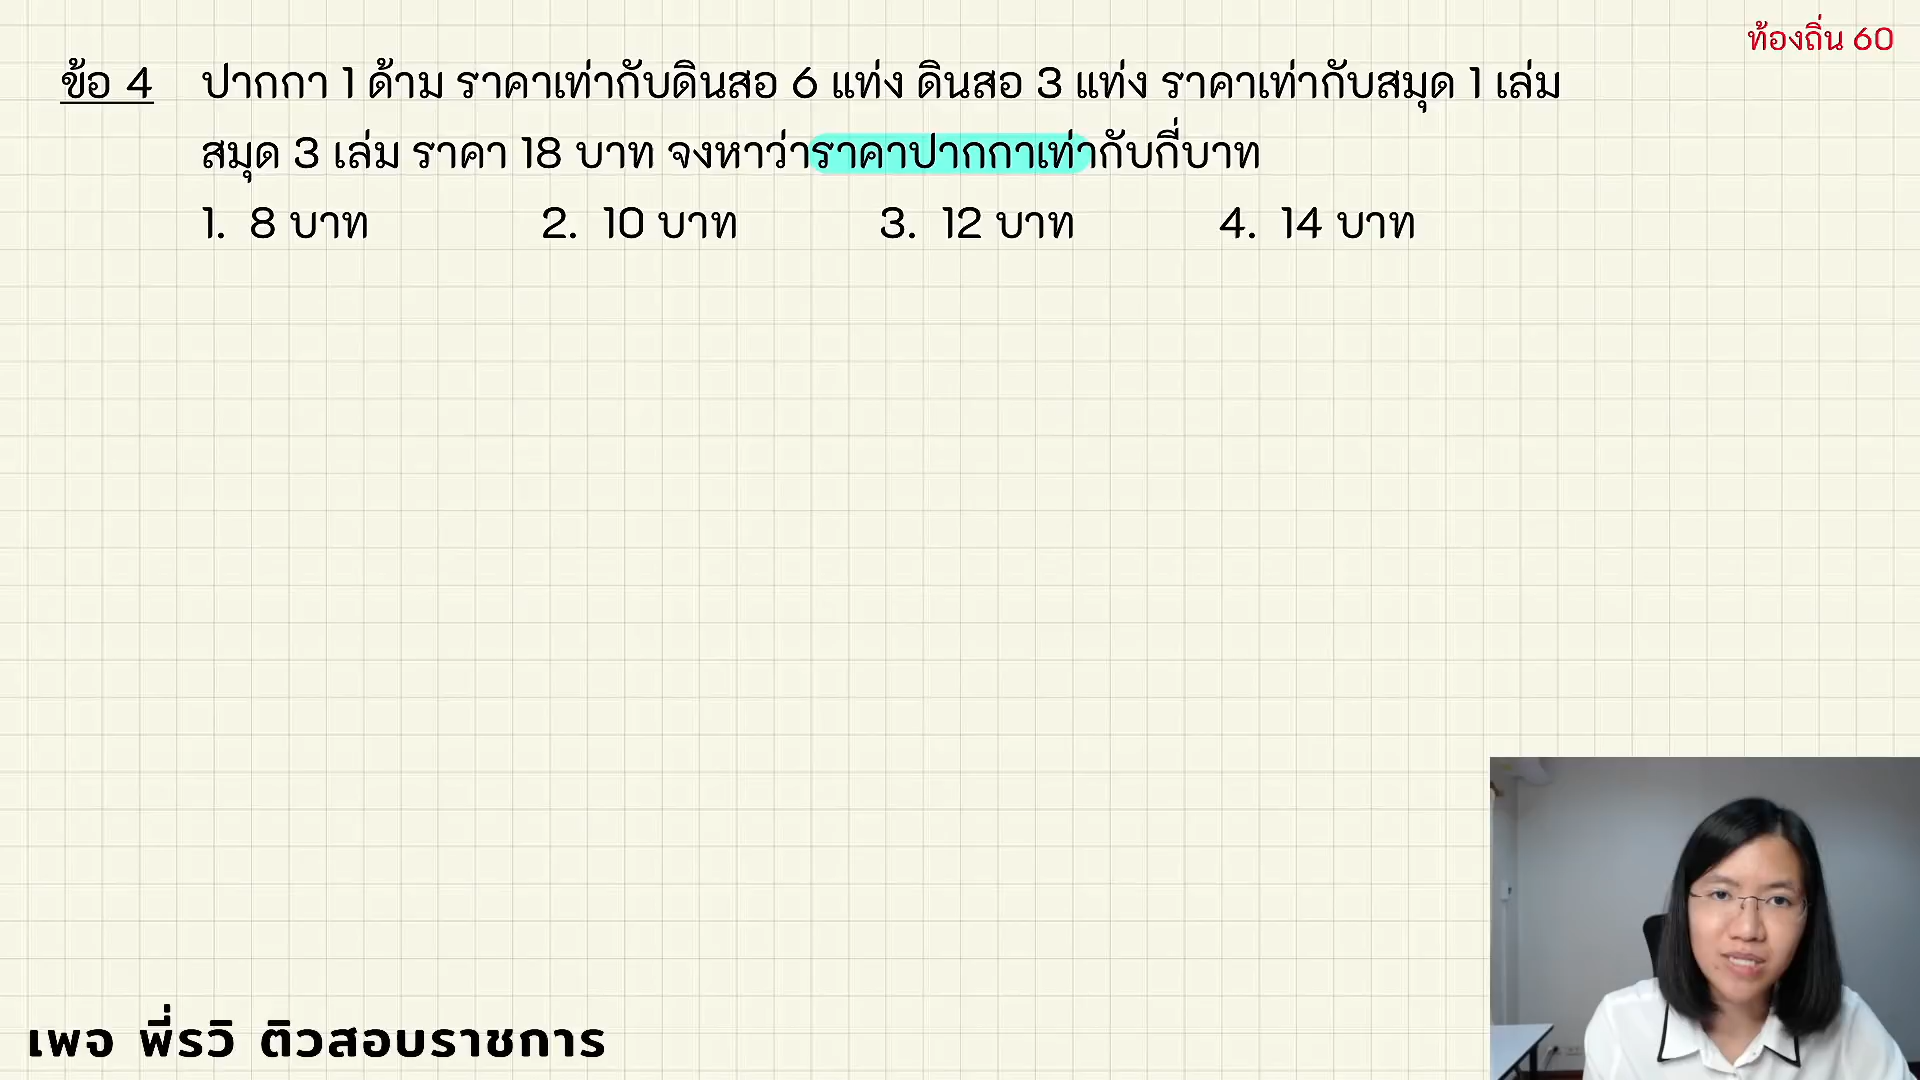 ท้องถิ่น 60
ข้อ 4 ปากกา 1 ด้าม ราคาเท่ากับดินสอ 6 แท่ง ดินสอ 3 แท่ง ราคาเท่ากับสมุด 1 เล่ม
สมุด 3 เล่ม ราคา 18 บาท จงหาว่าราคาปากกาเท่ากับกี่บาท
1. 8 บาท 2. 10 บาท 3. 12 บาท 4. 14 บาท
เพจ พี่รวิ ติวสอบราชการ